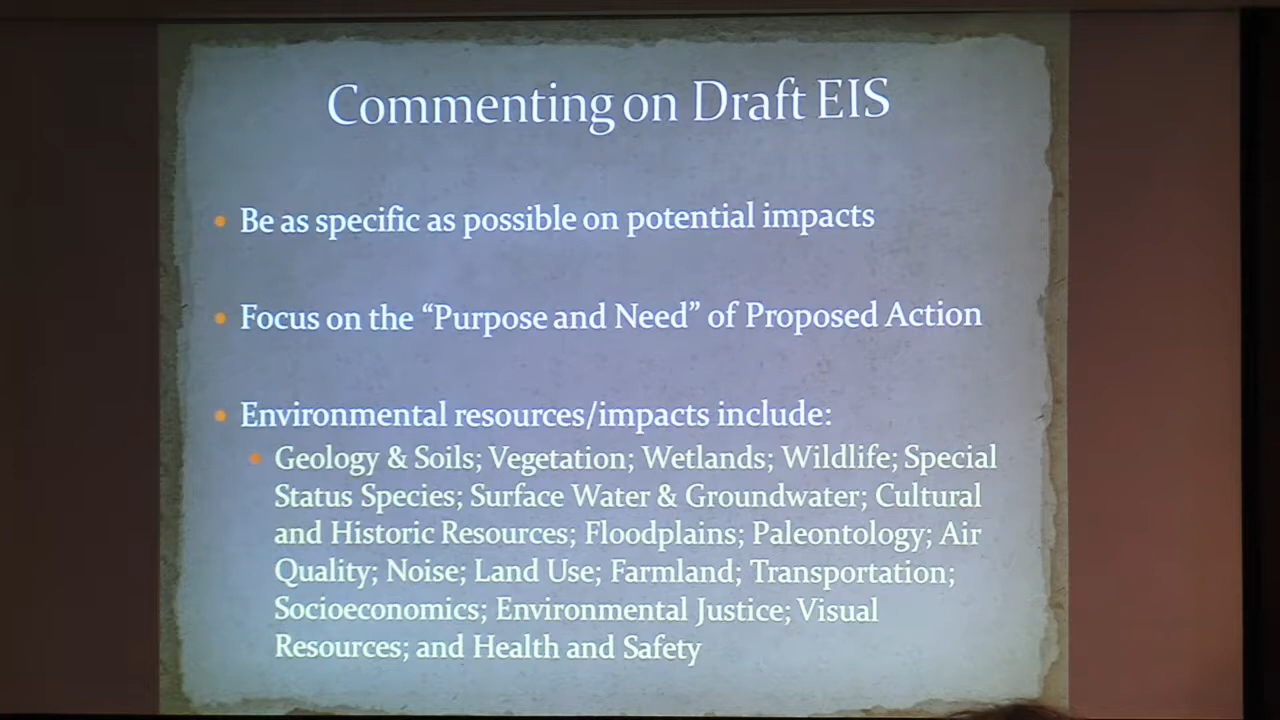 Commenting on Draft EIS
• Be as specific as possible on potential impacts
• Focus on the “Purpose and Need” of Proposed Action
• Environmental resources/impacts include:
• Geology & Soils; Vegetation; Wetlands; Wildlife; Special
Status Species; Surface Water & Groundwater; Cultural
and Historic Resources; Floodplains; Paleontology; Air
Quality; Noise; Land Use; Farmland; Transportation;
Socioeconomics; Environmental Justice; Visual
Resources; and Health and Safety